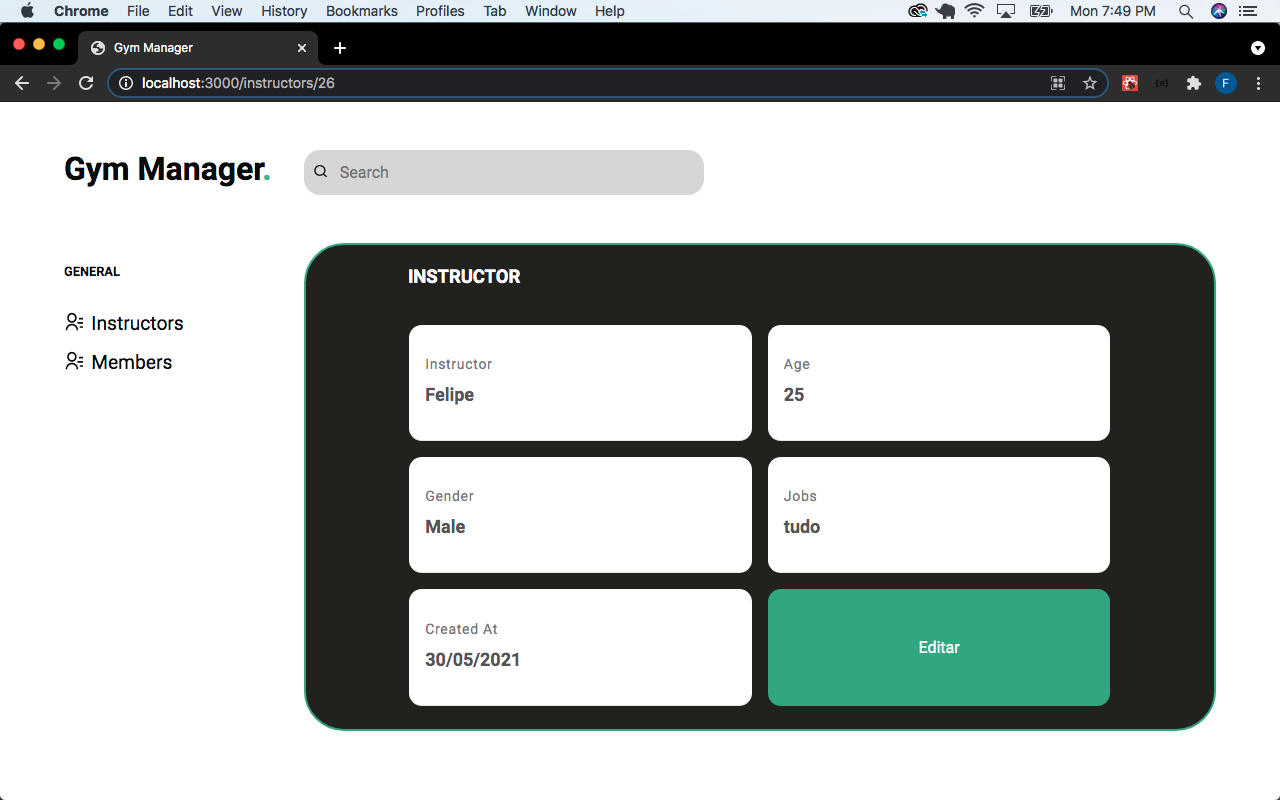 Chrome File Edit View History Bookmarks Profiles Tab Window Help Mon 7:49 PM
Gym Manager
localhost:3000/instructors/26 F
Gym Manager.
Search
GENERAL
Instructors
Members
INSTRUCTOR
Instructor
Felipe
Age
25
Gender
Male
Jobs
tudo
Created At
30/05/2021
Editar